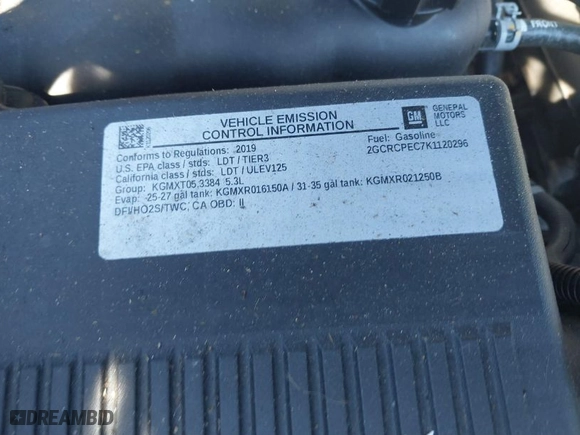 FRONT
VEHICLE EMISSION
CONTROL INFORMATION
GM
GENERAL
MOTORS
LLC
Conforms to Regulations: 2019
Fuel: Gasoline
U.S. EPA class / stds: LDT / TIER3
2GCRCPEC7K1120296
California class / stds: LDT / ULEV125
Group: KGMXT05.3384 5.3L
Evap: 25-27 gal tank: KGMXR016150A / 31-35 gal tank: KGMXR021250B
DFI/HO2S/TWC, CA OBD: II
DREAMBID